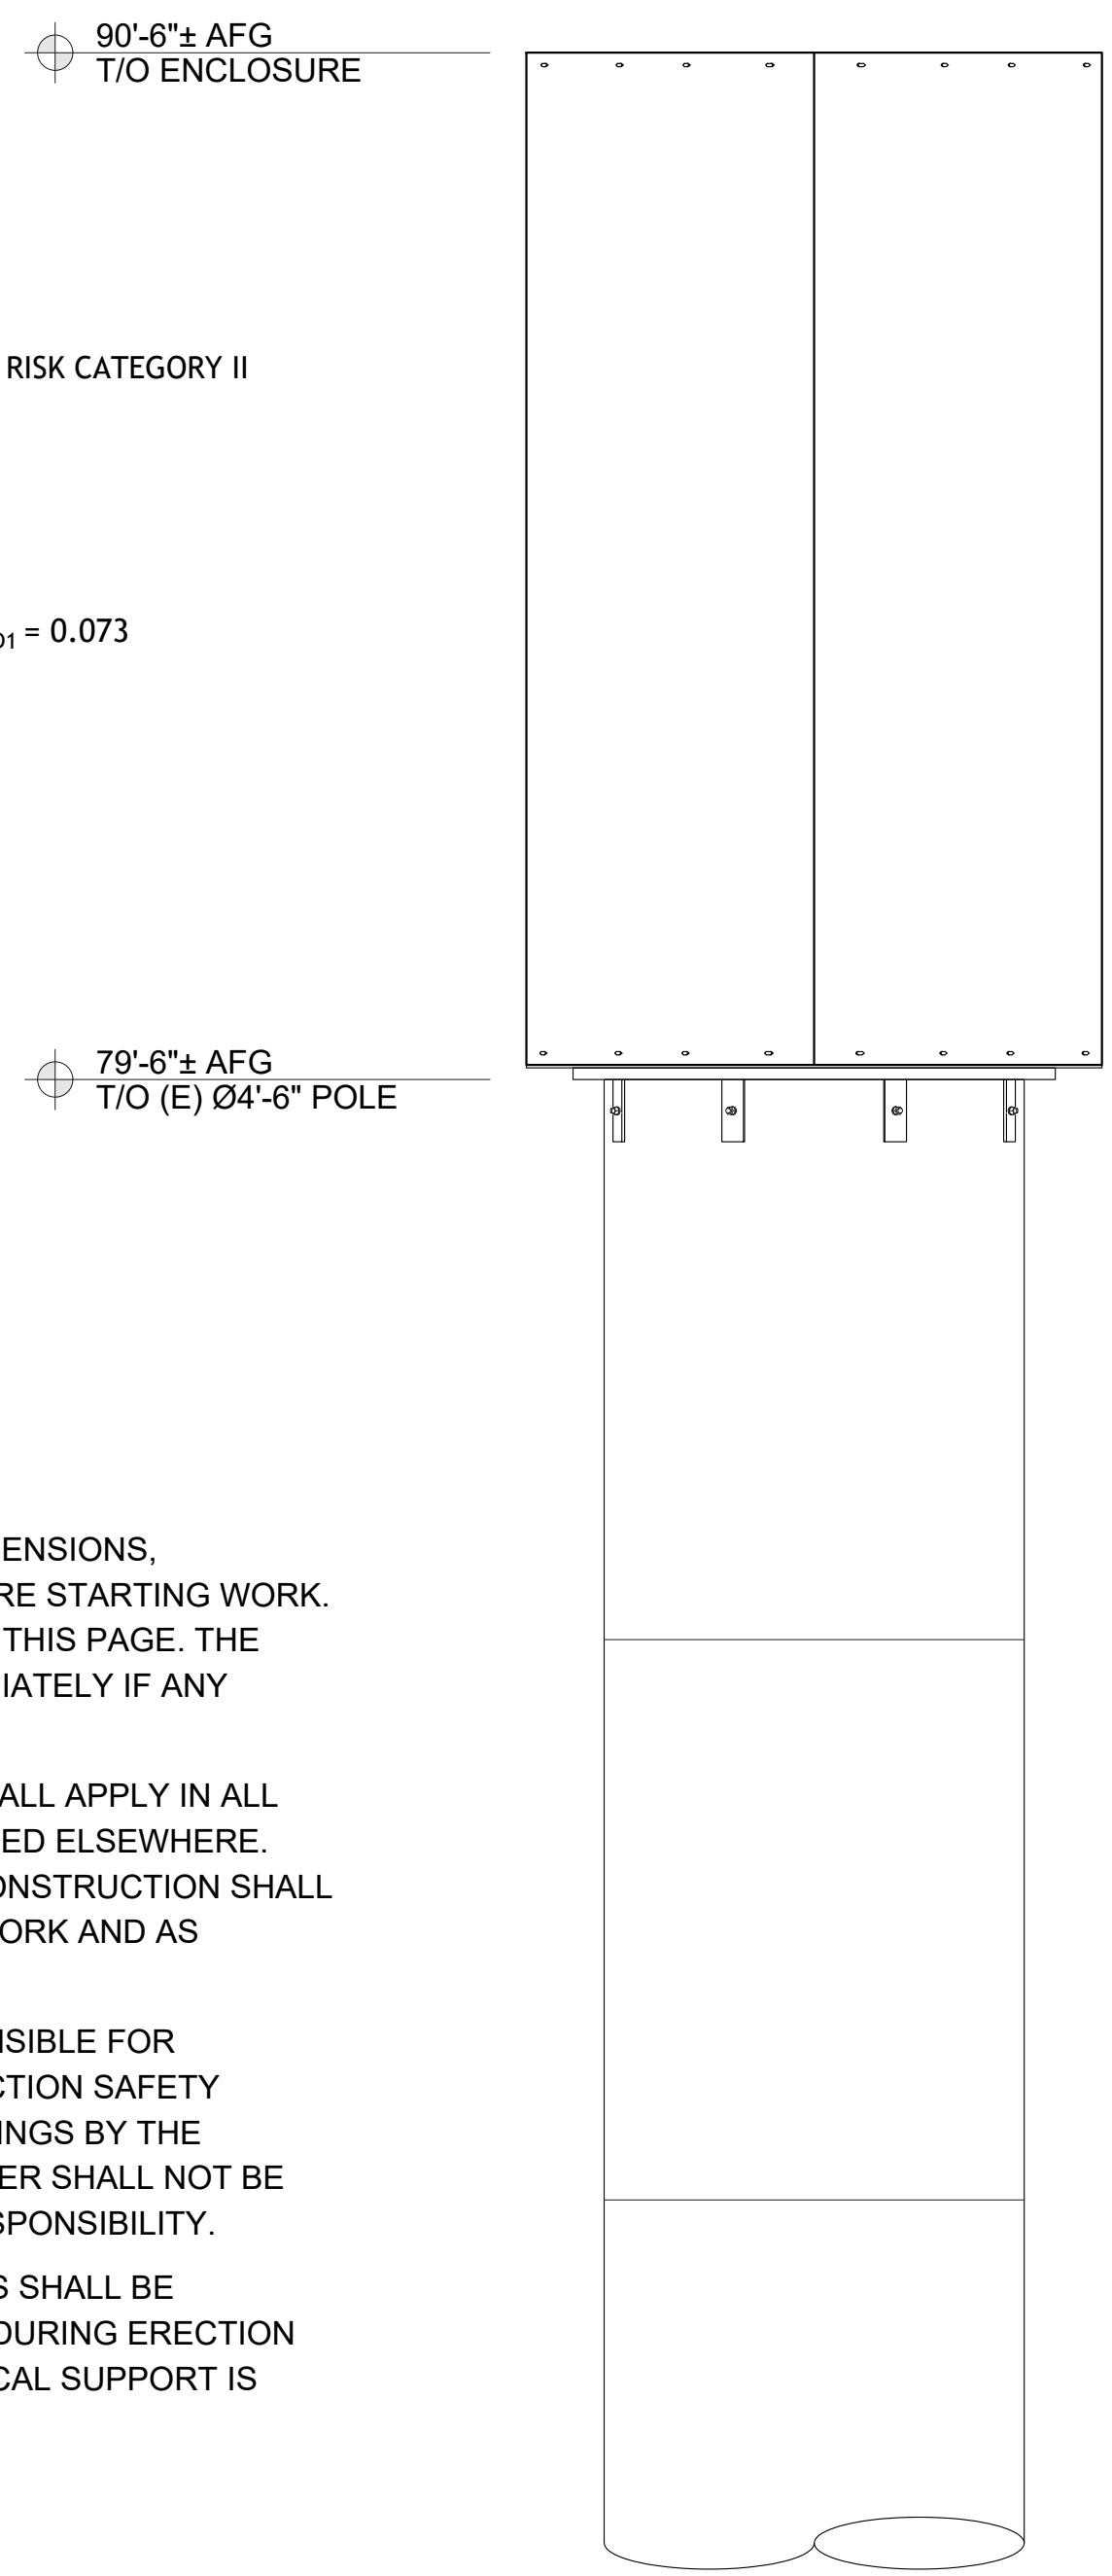 90'-6"± AFG
T/O ENCLOSURE
RISK CATEGORY II
D1 = 0.073
79'-6"± AFG
T/O (E) Ø4'-6" POLE
ENSIONS,
RE STARTING WORK.
THIS PAGE. THE
IATELY IF ANY
ALL APPLY IN ALL
ED ELSEWHERE.
ONSTRUCTION SHALL
ORK AND AS
NSIBLE FOR
CTION SAFETY
INGS BY THE
ER SHALL NOT BE
SPONSIBILITY.
S SHALL BE
DURING ERECTION
CAL SUPPORT IS